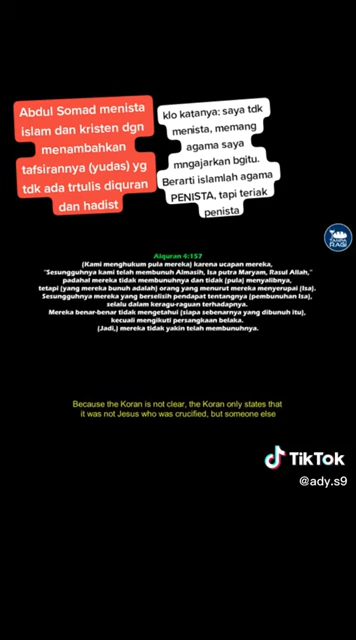 Abdul Somad menista
islam dan kristen dgn
menambahkan
tafsirannya (yudas) yg
tdk ada trtulis diquran
dan hadist
klo katanya: saya tdk
menista, memang
agama saya
mngajarkan bgitu.
Berarti islamlah agama
PENISTA, tapi teriak
penista
Alquran 4:157
(Kami menghukum pula mereka) karena ucapan mereka,
"Sesungguhnya kami telah membunuh Almasih, Isa putra Maryam, Rasul Allah,"
padahal mereka tidak membunuhnya dan tidak (pula) menyalibnya,
tetapi (yang mereka bunuh adalah) orang yang menurut mereka menyerupai (Isa).
Sesungguhnya mereka yang berselisih pendapat tentangnya (pembunuhan Isa),
selalu dalam keragu-raguan terhadapnya.
Mereka benar-benar tidak mengetahui (siapa sebenarnya yang dibunuh itu),
kecuali mengikuti persangkaan belaka.
(Jadi,) mereka tidak yakin telah membunuhnya.
Because the Koran is not clear, the Koran only states that
it was not Jesus who was crucified, but someone else
TikTok
@ady.s9